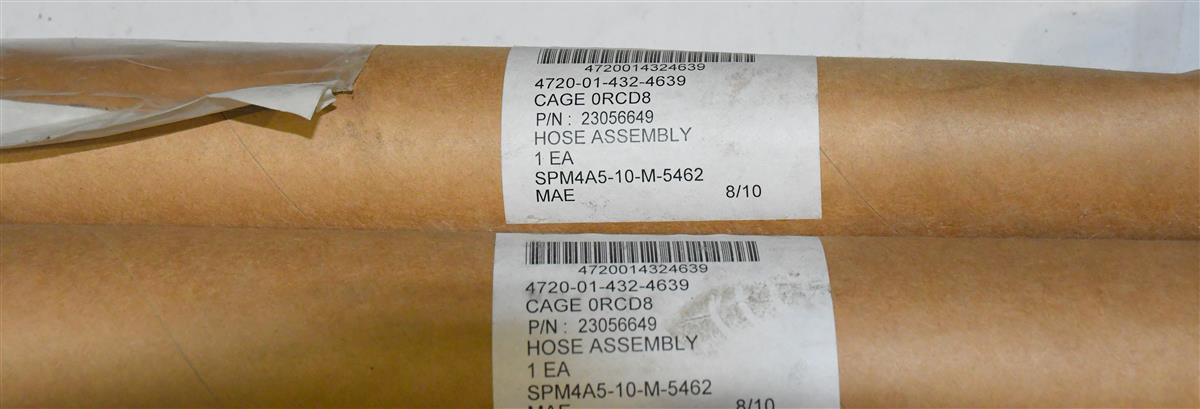 4720014324639
4720-01-432-4639
CAGE 0RCD8
P/N : 23056649
HOSE ASSEMBLY
1 EA
SPM4A5-10-M-5462
MAE 8/10
4720014324639
4720-01-432-4639
CAGE 0RCD8
P/N : 23056649
HOSE ASSEMBLY
1 EA
SPM4A5-10-M-5462
MAE 8/10